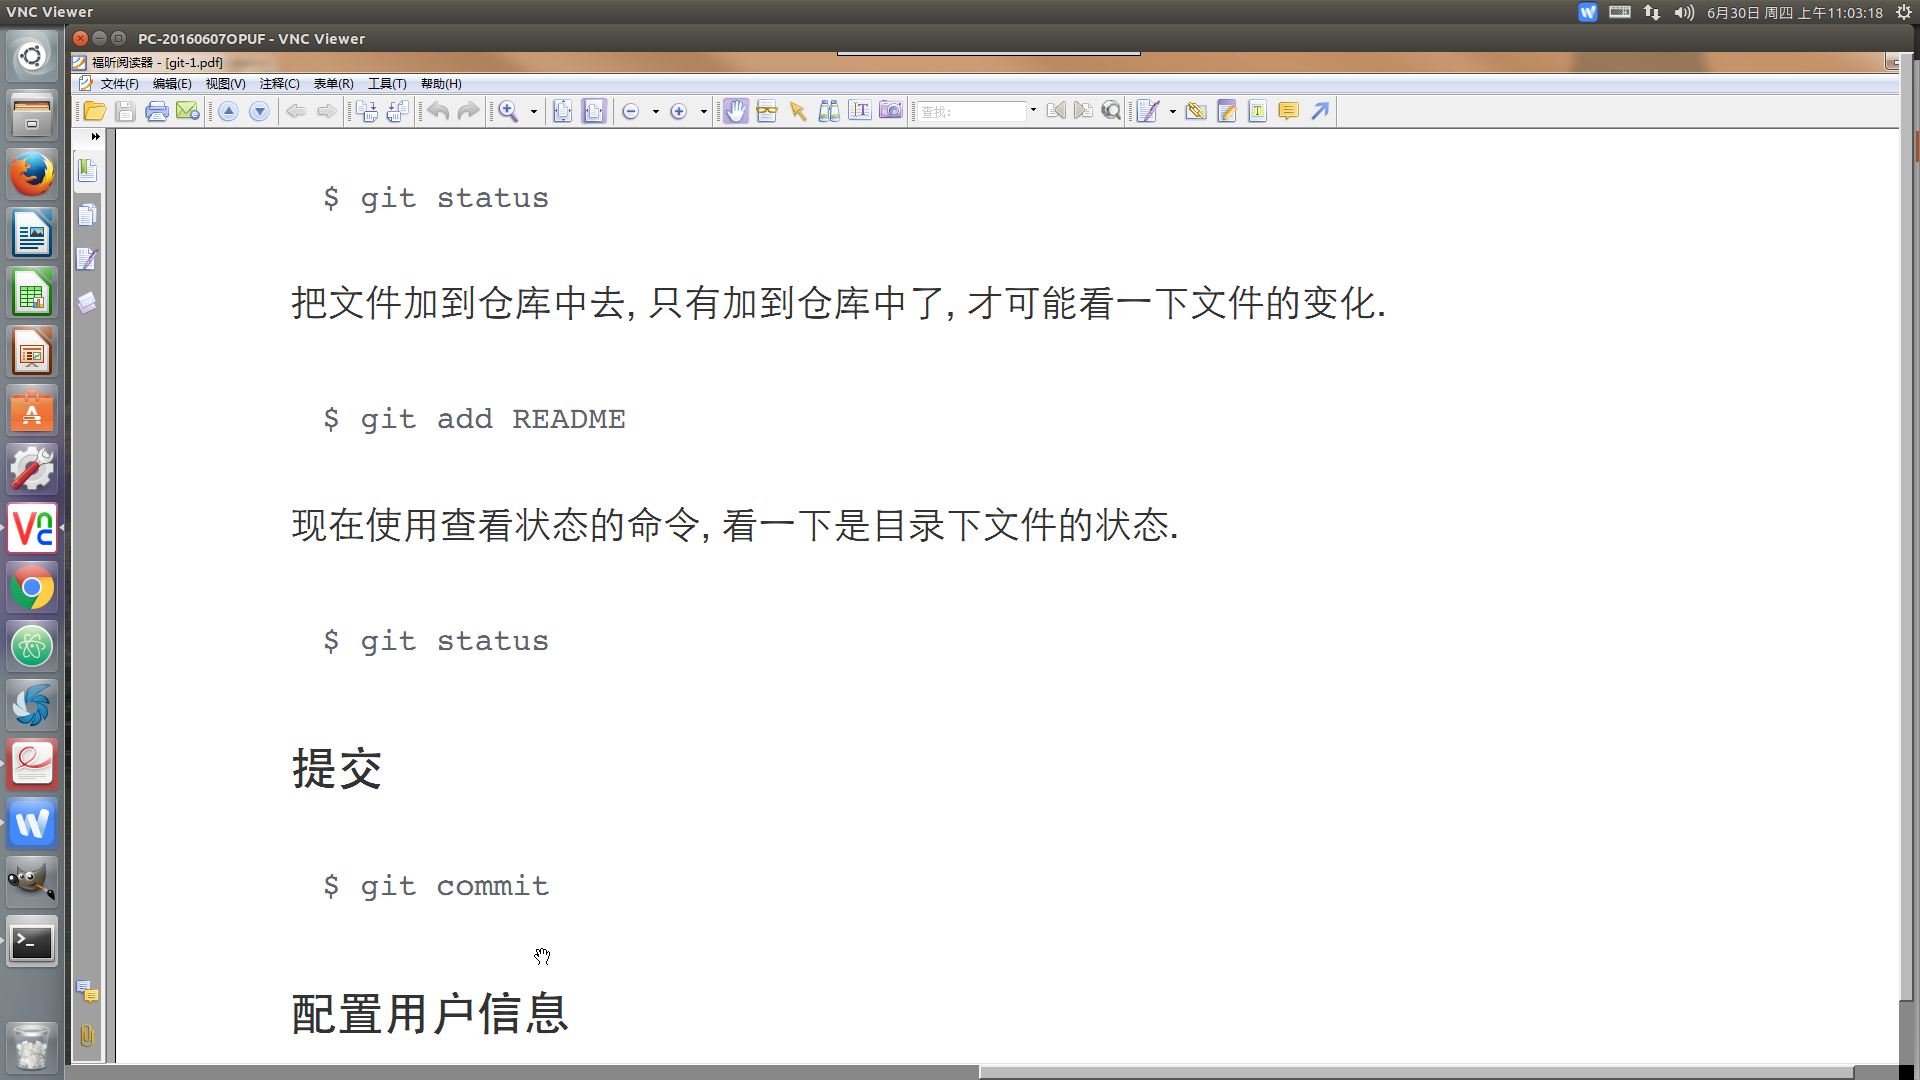 VNC Viewer
6月30日 周四 上午11:03:18
PC-20160607OPUF - VNC Viewer
福昕阅读器 - [git-1.pdf]
文件(F) 编辑(E) 视图(V) 注释(C) 表单(R) 工具(T) 帮助(H)
查找:
$ git status
把文件加到仓库中去, 只有加到仓库中了, 才可能看一下文件的变化.
$ git add README
现在使用查看状态的命令, 看一下是目录下文件的状态.
$ git status
提交
$ git commit
配置用户信息